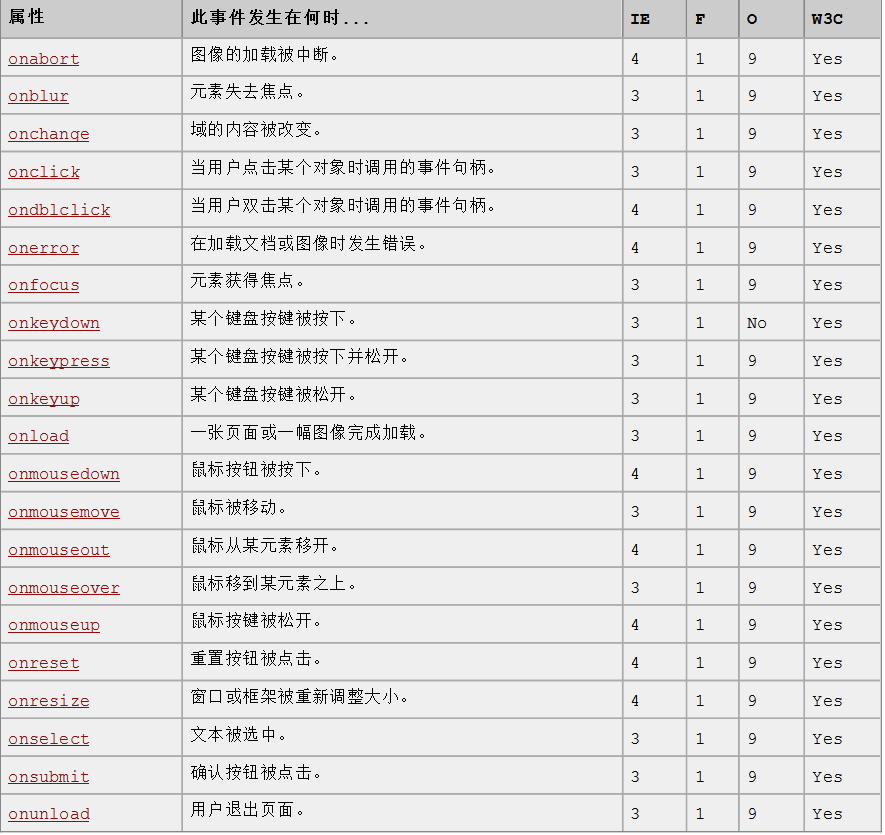 属性 此事件发生在何时... IE F O W3C
onabort 图像的加载被中断。 4 1 9 Yes
onblur 元素失去焦点。 3 1 9 Yes
onchange 域的内容被改变。 3 1 9 Yes
onclick 当用户点击某个对象时调用的事件句柄。 3 1 9 Yes
ondblclick 当用户双击某个对象时调用的事件句柄。 4 1 9 Yes
onerror 在加载文档或图像时发生错误。 4 1 9 Yes
onfocus 元素获得焦点。 3 1 9 Yes
onkeydown 某个键盘按键被按下。 3 1 No Yes
onkeypress 某个键盘按键被按下并松开。 3 1 9 Yes
onkeyup 某个键盘按键被松开。 3 1 9 Yes
onload 一张页面或一幅图像完成加载。 3 1 9 Yes
onmousedown 鼠标按钮被按下。 4 1 9 Yes
onmousemove 鼠标被移动。 3 1 9 Yes
onmouseout 鼠标从某元素移开。 4 1 9 Yes
onmouseover 鼠标移到某元素之上。 3 1 9 Yes
onmouseup 鼠标按键被松开。 4 1 9 Yes
onreset 重置按钮被点击。 4 1 9 Yes
onresize 窗口或框架被重新调整大小。 4 1 9 Yes
onselect 文本被选中。 3 1 9 Yes
onsubmit 确认按钮被点击。 3 1 9 Yes
onunload 用户退出页面。 3 1 9 Yes